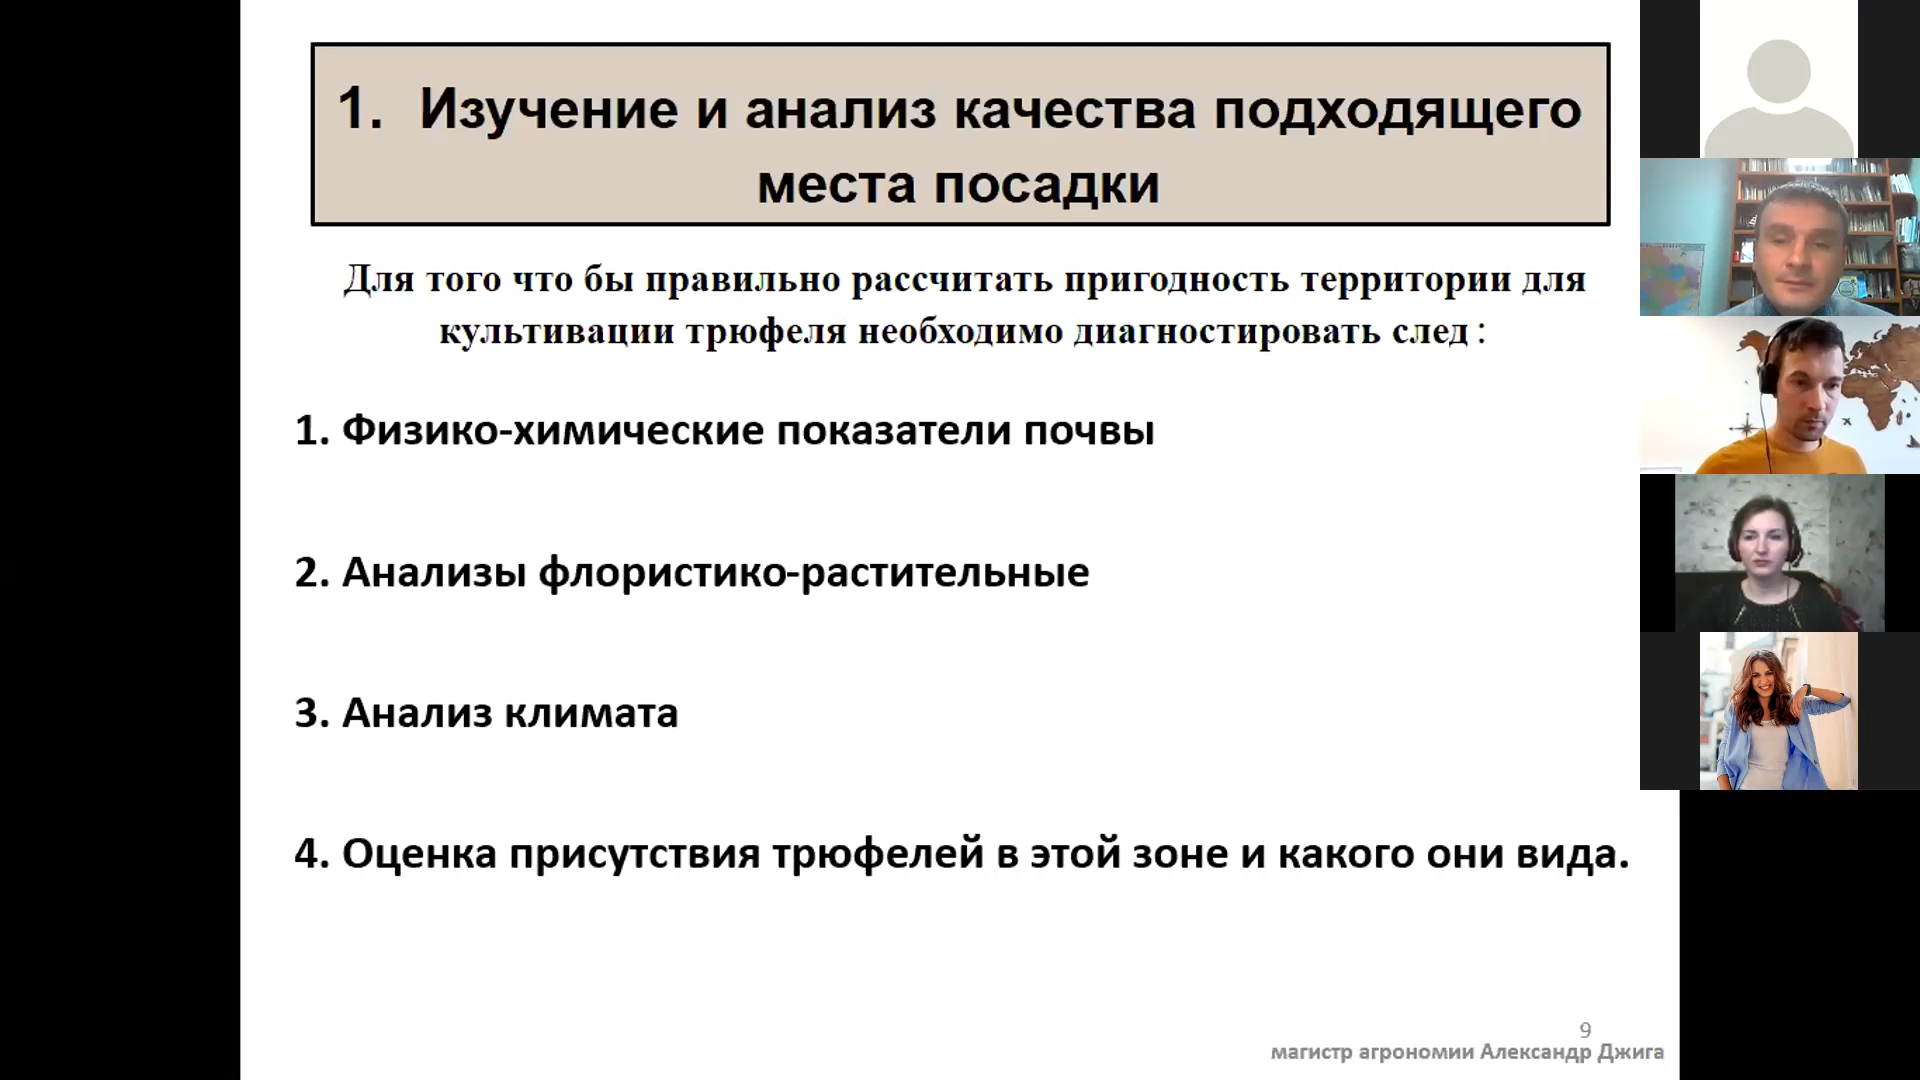 1. Изучение и анализ качества подходящего
места посадки
Для того что бы правильно рассчитать пригодность территории для
культивации трюфеля необходимо диагностировать след :
1. Физико-химические показатели почвы
2. Анализы флористико-растительные
3. Анализ климата
4. Оценка присутствия трюфелей в этой зоне и какого они вида.
9
магистр агрономии Александр Джига